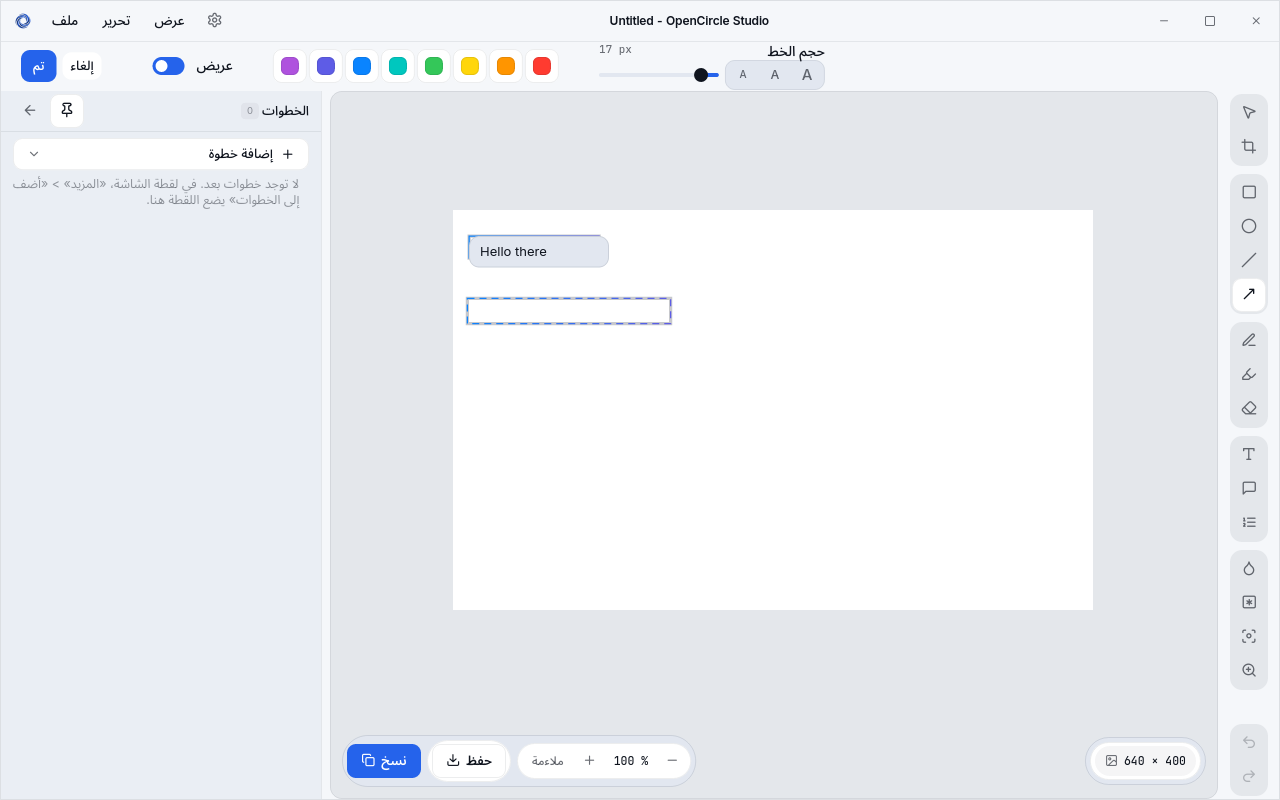 ملف
تحرير
عرض
Untitled - OpenCircle Studio
تم
إلغاء
عريض
17 px
حجم الخط
A A A
الخطوات 0
إضافة خطوة
لا توجد خطوات بعد. في لقطة الشاشة، «المزيد» > «أضف
إلى الخطوات» يضع اللقطة هنا.
Hello there
نسخ
حفظ
ملاءمة
100 %
640 × 400